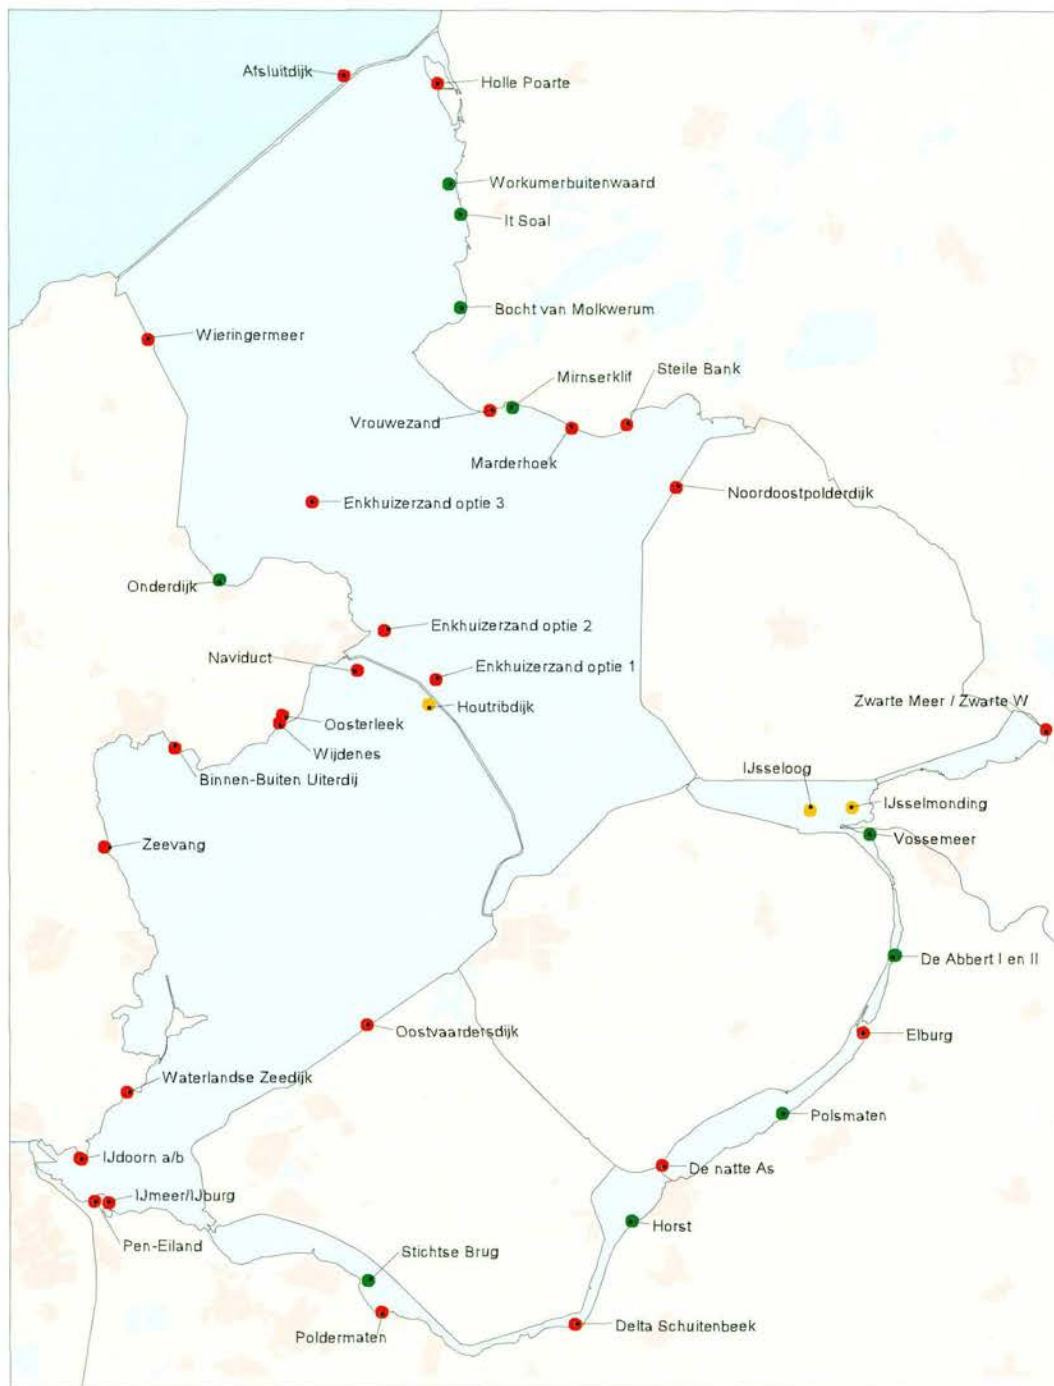 Afsluitdijk
Holle Poarte
Workumerbuitenwaard
It Soal
Bocht van Molkwerum
Wieringermeer
Mirnserklif
Steile Bank
Vrouwezand
Marderhoek
Noordoostpolderdijk
Enkhuizerzand optie 3
Onderdijk
Enkhuizerzand optie 2
Naviduct
Enkhuizerzand optie 1
Zwarte Meer / Zwarte W
Houtribdijk
Oosterleek
Wijdenes
IJsseloog
Binnen-Buiten Uiterdij
IJsselmonding
Vossemeer
Zeevang
De Abbert I en II
Oostvaardersdijk
Elburg
Waterlandse Zeedijk
Polsmaten
IJdoorn a/b
De natte As
IJmeer/IJburg
Horst
Pen-Eiland
Stichtse Brug
Poldermaten
Delta Schuitenbeek